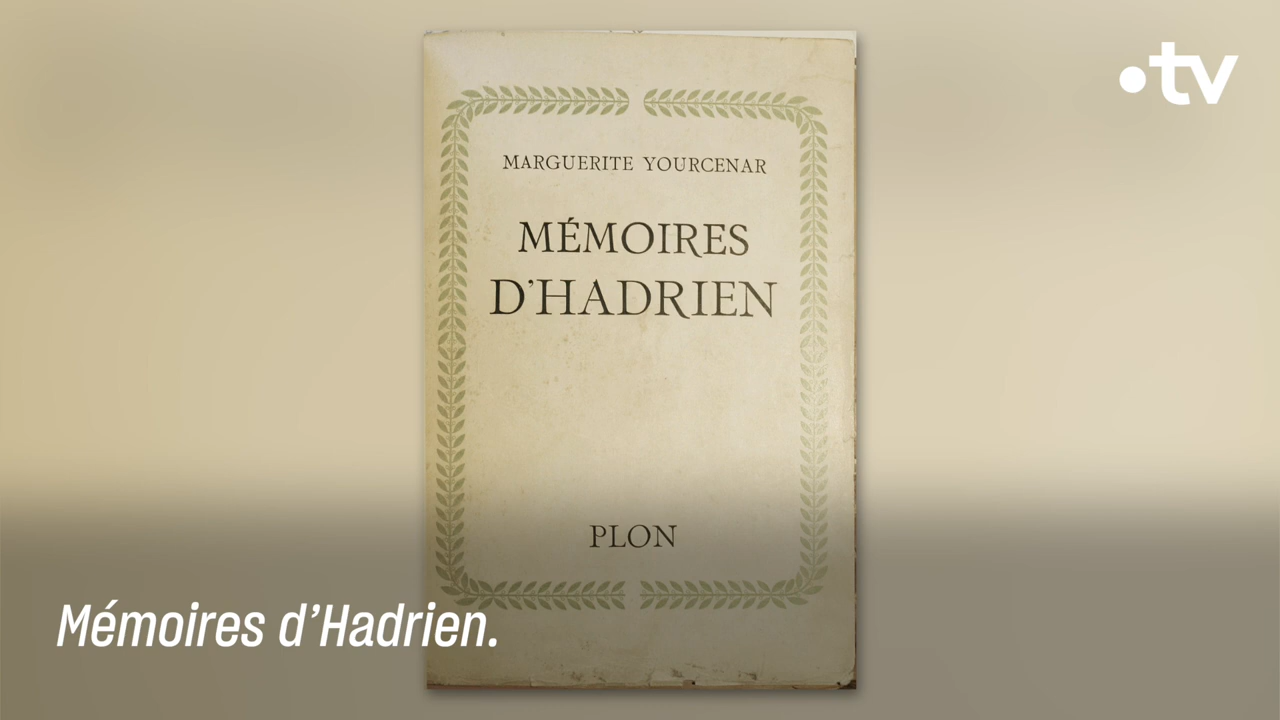 MARGUERITE YOURCENAR
MÉMOIRES
D'HADRIEN
PLON
Mémoires d'Hadrien.
•tv